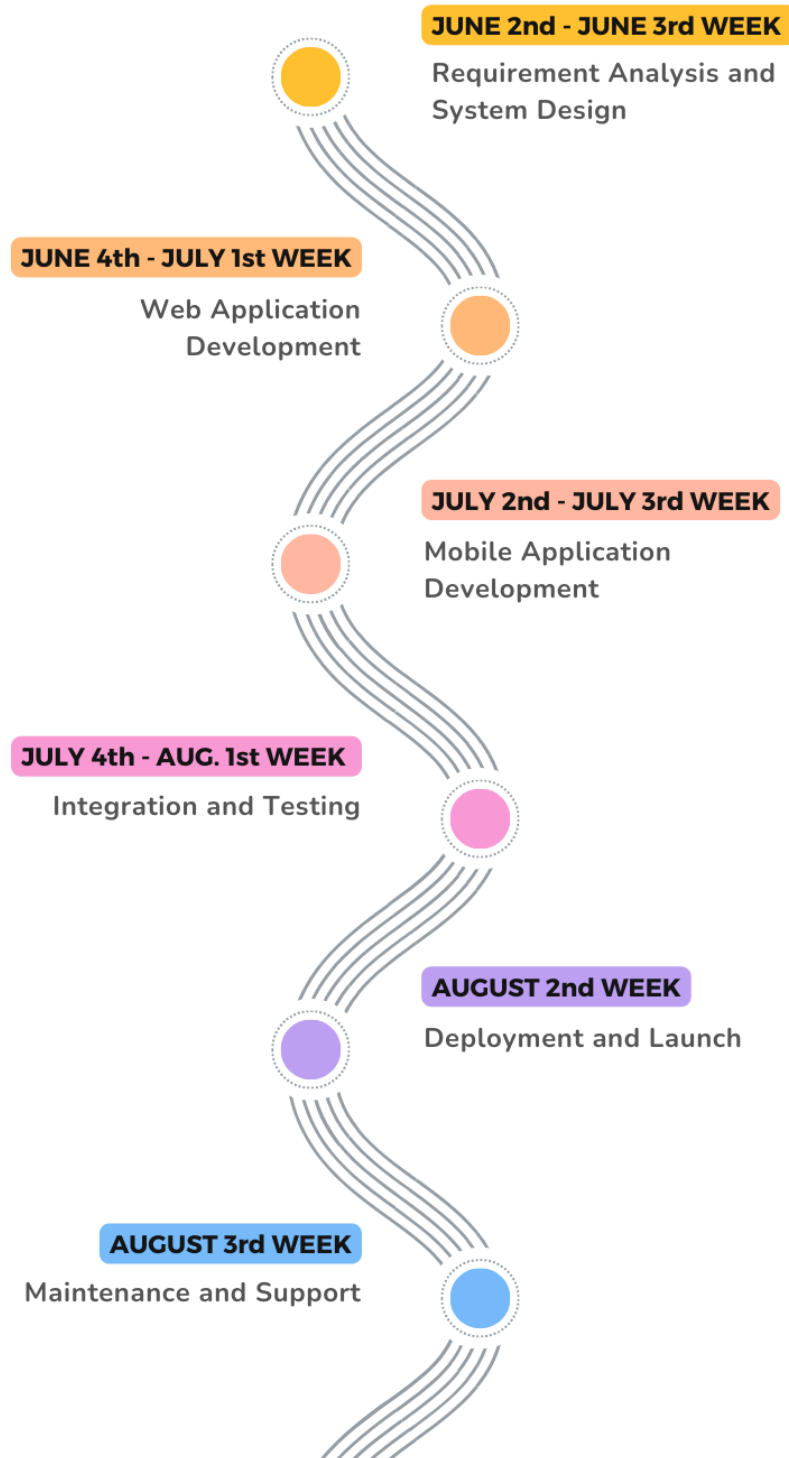 JUNE 2nd - JUNE 3rd WEEK
Requirement Analysis and
System Design
JUNE 4th - JULY 1st WEEK
Web Application
Development
JULY 2nd - JULY 3rd WEEK
Mobile Application
Development
JULY 4th - AUG. 1st WEEK
Integration and Testing
AUGUST 2nd WEEK
Deployment and Launch
AUGUST 3rd WEEK
Maintenance and Support